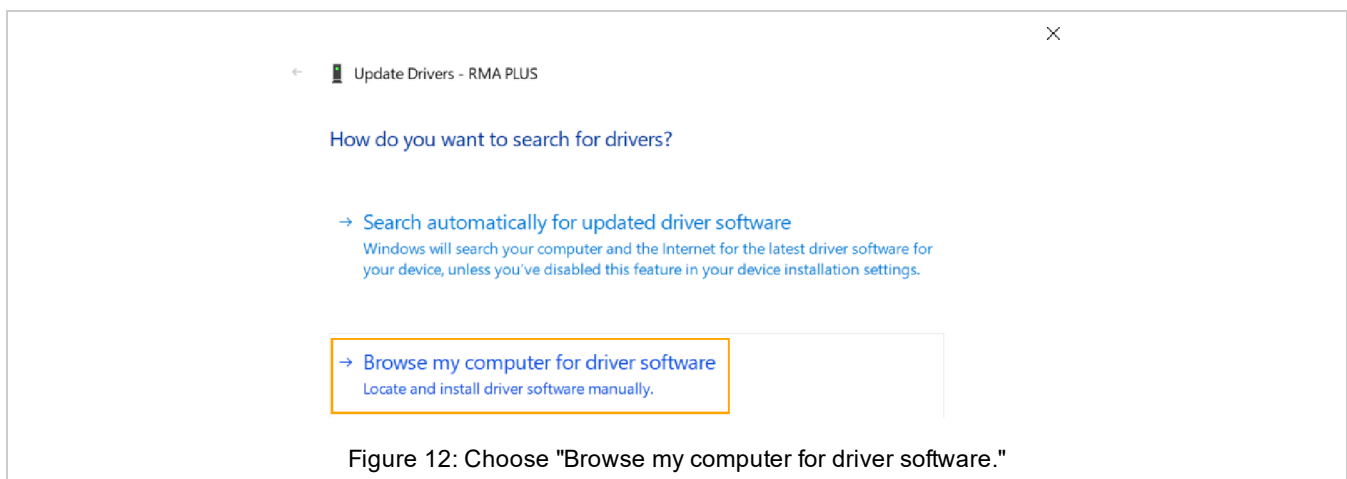 Update Drivers - RMA PLUS
How do you want to search for drivers?
→ Search automatically for updated driver software
Windows will search your computer and the Internet for the latest driver software for
your device, unless you've disabled this feature in your device installation settings.
→ Browse my computer for driver software
Locate and install driver software manually.
Figure 12: Choose "Browse my computer for driver software."